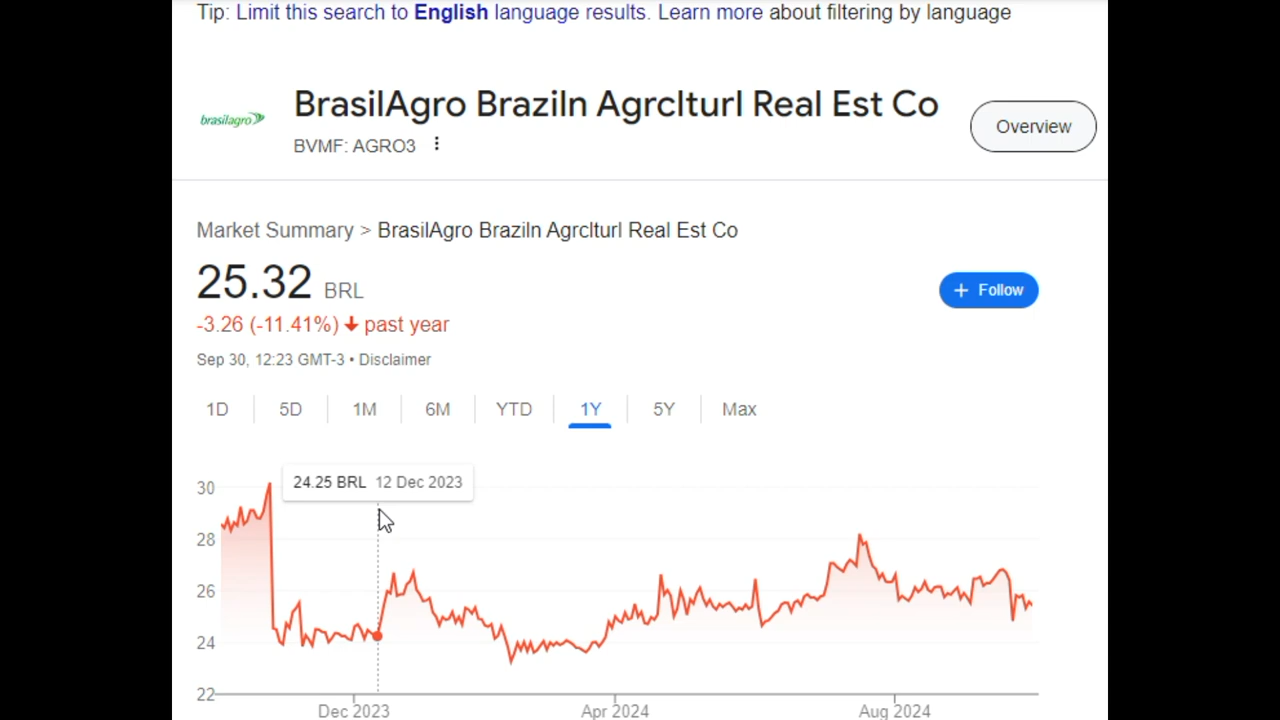 Tip: Limit this search to English language results. Learn more about filtering by language
BrasilAgro Braziln Agrclturl Real Est Co
brasilagro
Overview
BVMF: AGRO3
Market Summary > BrasilAgro Braziln Agrclturl Real Est Co
25.32 BRL
+ Follow
-3.26 (-11.41%) ↓ past year
Sep 30, 12:23 GMT-3 • Disclaimer
1D 5D 1M 6M YTD 1Y 5Y Max
24.25 BRL 12 Dec 2023
30
28
26
24
22
Dec 2023 Apr 2024 Aug 2024